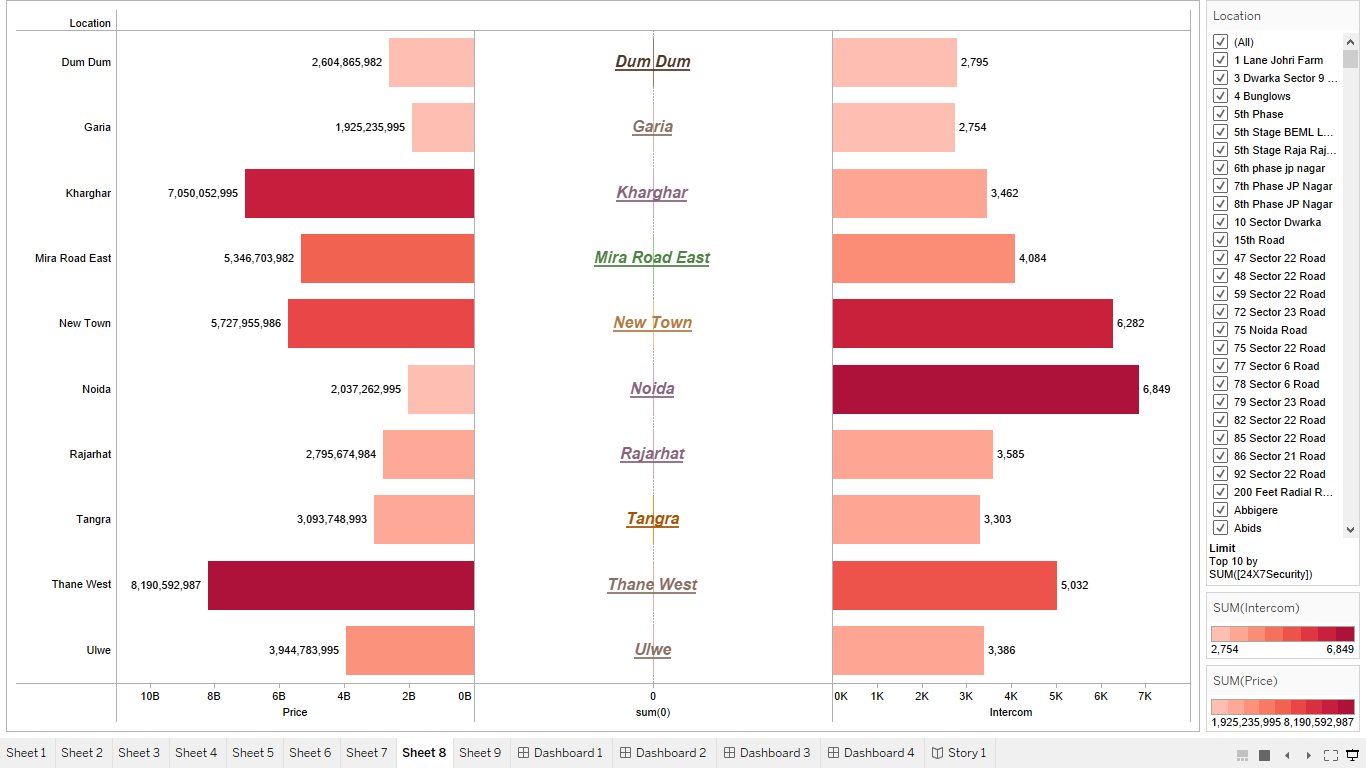 Location
Dum Dum 2,604,865,982 Dum Dum 2,795
Garia 1,925,235,995 Garia 2,754
Kharghar 7,050,052,995 Kharghar 3,462
Mira Road East 5,346,703,982 Mira Road East 4,084
New Town 5,727,955,986 New Town 6,282
Noida 2,037,262,995 Noida 6,849
Rajarhat 2,795,674,984 Rajarhat 3,585
Tangra 3,093,748,993 Tangra 3,303
Thane West 8,190,592,987 Thane West 5,032
Ulwe 3,944,783,995 Ulwe 3,386
10B 8B 6B 4B 2B 0B 0 0K 1K 2K 3K 4K 5K 6K 7K
Price sum(0) Intercom
Location
(All)
1 Lane Johri Farm
3 Dwarka Sector 9 ...
4 Bunglows
5th Phase
5th Stage BEML L...
5th Stage Raja Raj...
6th phase jp nagar
7th Phase JP Nagar
8th Phase JP Nagar
10 Sector Dwarka
15th Road
47 Sector 22 Road
48 Sector 22 Road
59 Sector 22 Road
72 Sector 23 Road
75 Noida Road
75 Sector 22 Road
77 Sector 6 Road
78 Sector 6 Road
79 Sector 23 Road
82 Sector 22 Road
85 Sector 22 Road
86 Sector 21 Road
92 Sector 22 Road
200 Feet Radial R...
Abbigere
Abids
Limit
Top 10 by
SUM([24X7Security])
SUM(Intercom)
2,754 6,849
SUM(Price)
1,925,235,995 8,190,592,987
Sheet 1 Sheet 2 Sheet 3 Sheet 4 Sheet 5 Sheet 6 Sheet 7 Sheet 8 Sheet 9 Dashboard 1 Dashboard 2 Dashboard 3 Dashboard 4 Story 1